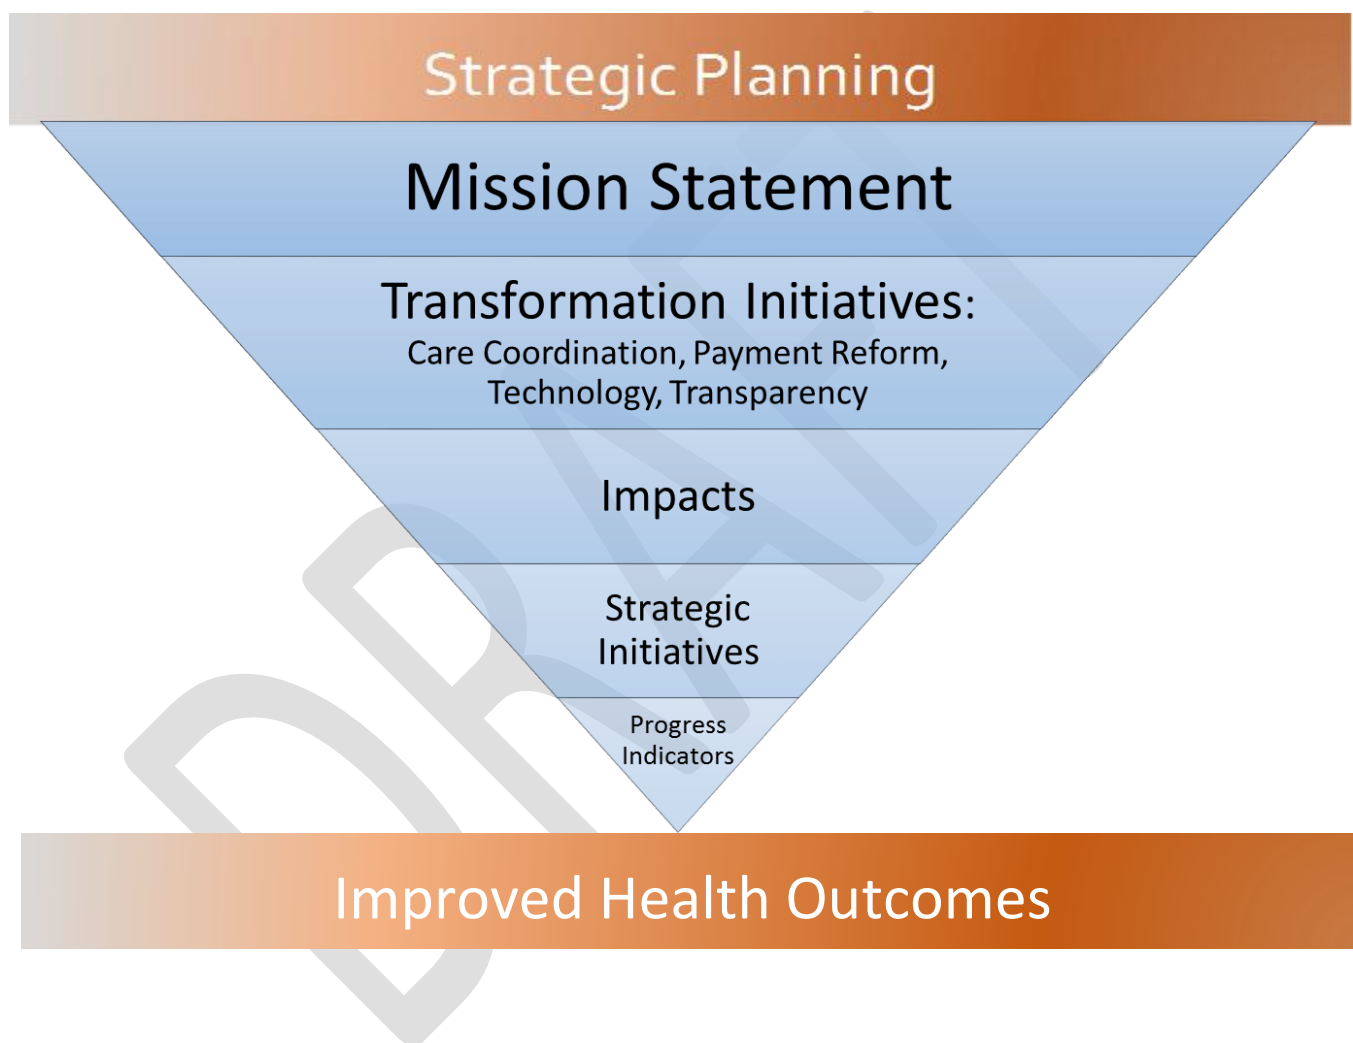 Strategic Planning
Mission Statement
Transformation Initiatives:
Care Coordination, Payment Reform,
Technology, Transparency
Impacts
Strategic
Initiatives
Progress
Indicators
Improved Health Outcomes
DRAFT